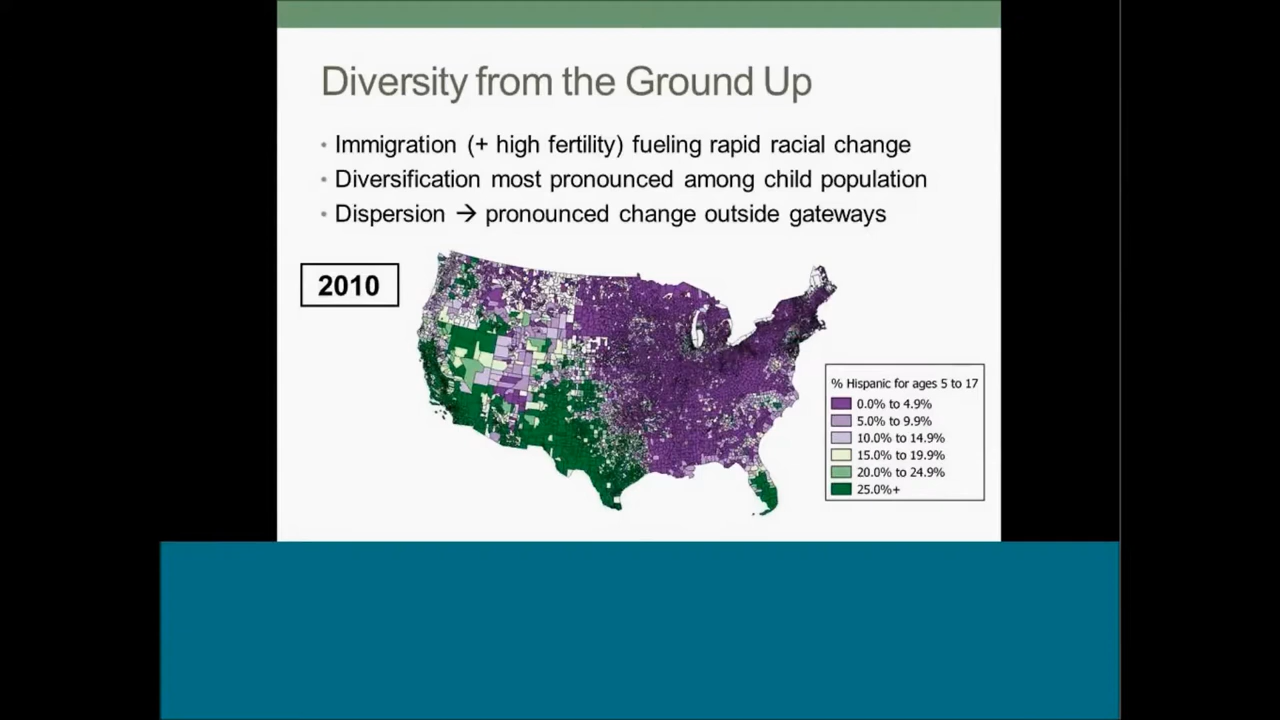 Diversity from the Ground Up
• Immigration (+ high fertility) fueling rapid racial change
• Diversification most pronounced among child population
• Dispersion → pronounced change outside gateways
2010
% Hispanic for ages 5 to 17
0.0% to 4.9%
5.0% to 9.9%
10.0% to 14.9%
15.0% to 19.9%
20.0% to 24.9%
25.0%+